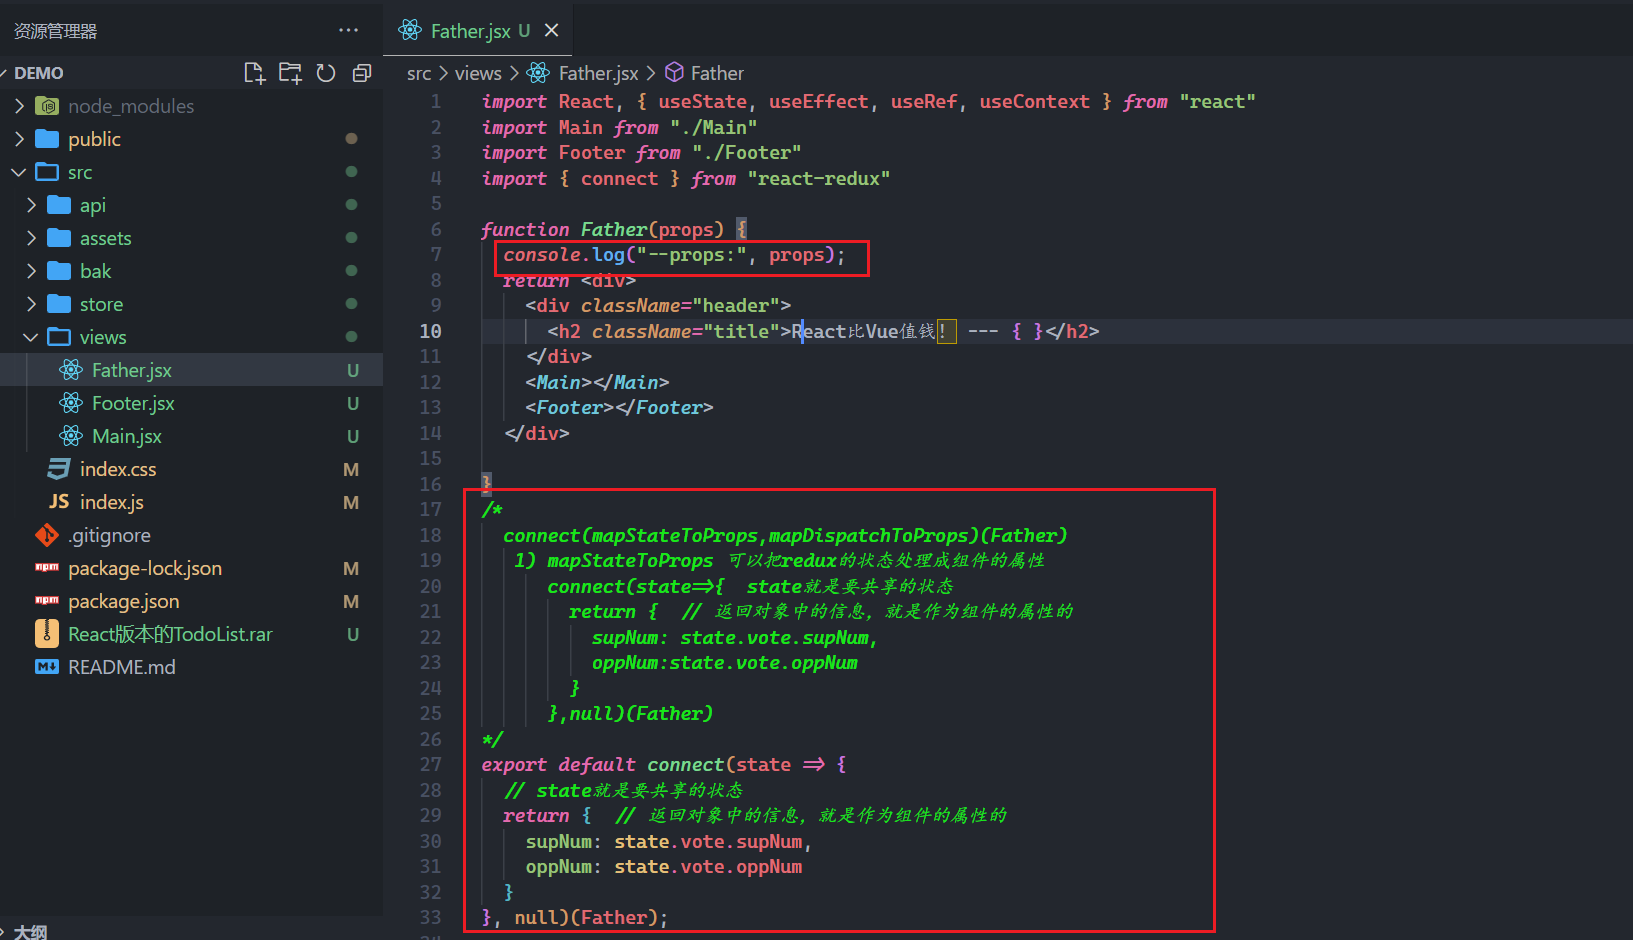 资源管理器
DEMO
node_modules
public
src
api
assets
bak
store
views
Father.jsx U
Footer.jsx U
Main.jsx U
index.css M
JS index.js M
.gitignore
npm package-lock.json M
npm package.json M
React版本的TodoList.rar U
M README.md
大纲
Father.jsx U
src > views > Father.jsx > Father
1 import React, { useState, useEffect, useRef, useContext } from "react"
2 import Main from "./Main"
3 import Footer from "./Footer"
4 import { connect } from "react-redux"
5
6 function Father(props) {
7 console.log("--props:", props);
8 return <div>
9 <div className="header">
10 <h2 className="title">React比Vue值钱！ --- { }</h2>
11 </div>
12 <Main></Main>
13 <Footer></Footer>
14 </div>
15
16 }
17 /*
18 connect(mapStateToProps,mapDispatchToProps)(Father)
19 1) mapStateToProps 可以把redux的状态处理成组件的属性
20 connect(state=>{ state就是要共享的状态
21 return { // 返回对象中的信息，就是作为组件的属性的
22 supNum: state.vote.supNum,
23 oppNum:state.vote.oppNum
24 }
25 },null)(Father)
26 */
27 export default connect(state => {
28 // state就是要共享的状态
29 return { // 返回对象中的信息，就是作为组件的属性的
30 supNum: state.vote.supNum,
31 oppNum: state.vote.oppNum
32 }
33 }, null)(Father);